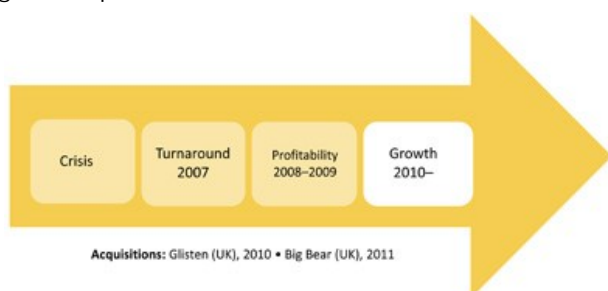 Crisis
Turnaround
2007
Profitability
2008–2009
Growth
2010–
Acquisitions: Glisten (UK), 2010 • Big Bear (UK), 2011